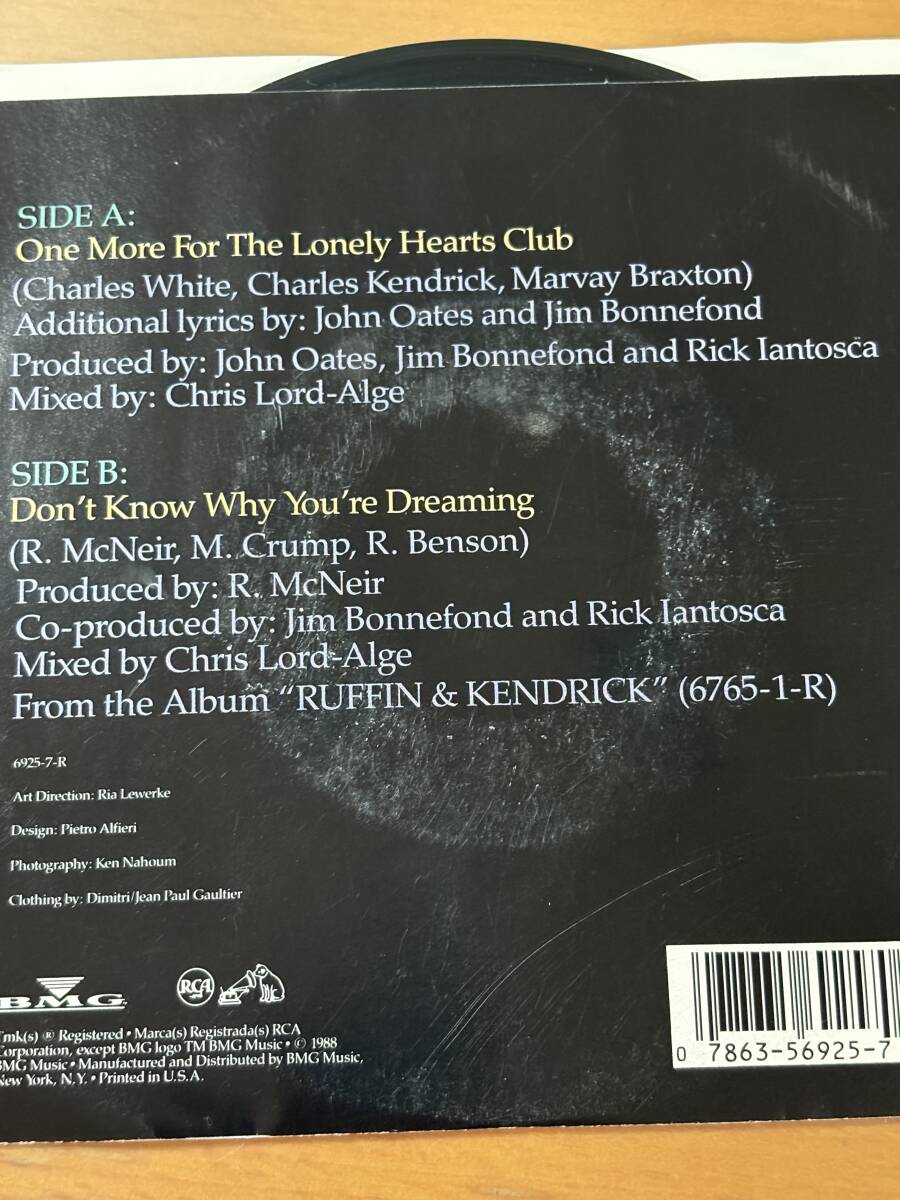 SIDE A:
One More For The Lonely Hearts Club
(Charles White, Charles Kendrick, Marvay Braxton)
Additional lyrics by: John Oates and Jim Bonnefond
Produced by: John Oates, Jim Bonnefond and Rick Iantosca
Mixed by: Chris Lord-Alge
SIDE B:
Don't Know Why You're Dreaming
(R. McNeir, M. Crump, R. Benson)
Produced by: R. McNeir
Co-produced by: Jim Bonnefond and Rick Iantosca
Mixed by Chris Lord-Alge
From the Album “RUFFIN & KENDRICK” (6765-1-R)
6925-7-R
Art Direction: Ria Lewerke
Design: Pietro Alfieri
Photography: Ken Nahoum
Clothing by: Dimitri/Jean Paul Gaultier
BMG
RCA
Tmk(s) ® Registered • Marca(s) Registrada(s) RCA
Corporation, except BMG logo TM BMG Music • © 1988
BMG Music • Manufactured and Distributed by BMG Music,
New York, N.Y. • Printed in U.S.A.
0 7863-56925-7